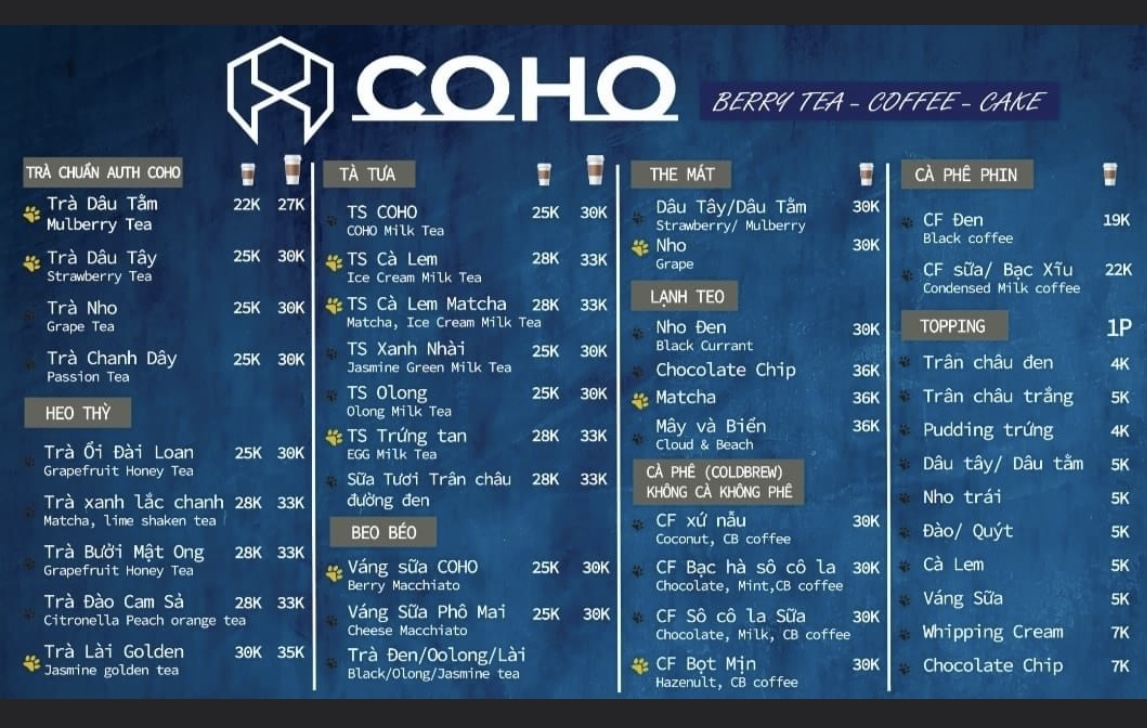 COHO
BERRY TEA - COFFEE - CAKE
TRÀ CHUẨN AUTH COHO
Trà Dâu Tằm 22K 27K
Mulberry Tea
Trà Dâu Tây 25K 30K
Strawberry Tea
Trà Nho 25K 30K
Grape Tea
Trà Chanh Dây 25K 30K
Passion Tea
HEO THỲ
Trà Ổi Đài Loan 25K 30K
Grapefruit Honey Tea
Trà xanh lắc chanh 28K 33K
Matcha, lime shaken tea
Trà Bưởi Mật Ong 28K 33K
Grapefruit Honey Tea
Trà Đào Cam Sả 28K 33K
Citronella Peach orange tea
Trà Lài Golden 30K 35K
Jasmine golden tea
TÀ TƯA
TS COHO 25K 30K
COHO Milk Tea
TS Cà Lem 28K 33K
Ice Cream Milk Tea
TS Cà Lem Matcha 28K 33K
Matcha, Ice Cream Milk Tea
TS Xanh Nhài 25K 30K
Jasmine Green Milk Tea
TS Olong 25K 30K
Olong Milk Tea
TS Trứng tan 28K 33K
EGG Milk Tea
Sữa Tươi Trân châu 28K 33K
đường đen
BEO BÉO
Váng sữa COHO 25K 30K
Berry Macchiato
Váng Sữa Phô Mai 25K 30K
Cheese Macchiato
Trà Đen/Oolong/Lài
Black/Olong/Jasmine tea
THE MÁT
Dâu Tây/Dâu Tằm 30K
Strawberry/ Mulberry
Nho 30K
Grape
LẠNH TEO
Nho Đen 30K
Black Currant
Chocolate Chip 36K
Matcha 36K
Mây và Biển 36K
Cloud & Beach
CÀ PHÊ (COLDBREW)
KHÔNG CÀ KHÔNG PHÊ
CF xứ nẫu 30K
Coconut, CB coffee
CF Bạc hà sô cô la 30K
Chocolate, Mint,CB coffee
CF Sô cô la Sữa 30K
Chocolate, Milk, CB coffee
CF Bọt Mịn 30K
Hazenult, CB coffee
CÀ PHÊ PHIN
CF Đen 19K
Black coffee
CF sữa/ Bạc Xĩu 22K
Condensed Milk coffee
TOPPING 1P
Trân châu đen 4K
Trân châu trắng 5K
Pudding trứng 4K
Dâu tây/ Dâu tằm 5K
Nho trái 5K
Đào/ Quýt 5K
Cà Lem 5K
Váng Sữa 5K
Whipping Cream 7K
Chocolate Chip 7K